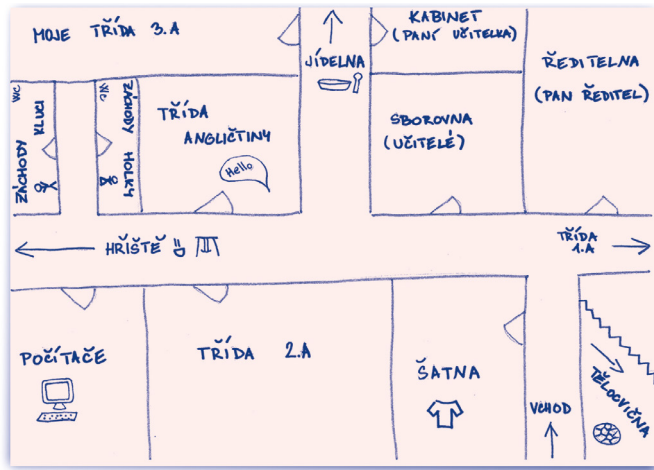 MOJE TŘÍDA 3.A
JÍDELNA
KABINET
(PANÍ UČITELKA)
ŘEDITELNA
(PAN ŘEDITEL)
WC
ZÁCHODY
KLUCI
WC
ZÁCHODY HOLKY
TŘÍDA
ANGLIČTINY
Hello
SBOROVNA
(UČITELÉ)
HŘIŠTĚ
TŘÍDA
1.A
POČÍTAČE
TŘÍDA 2.A
ŠATNA
VCHOD
TĚLOCVIČNA